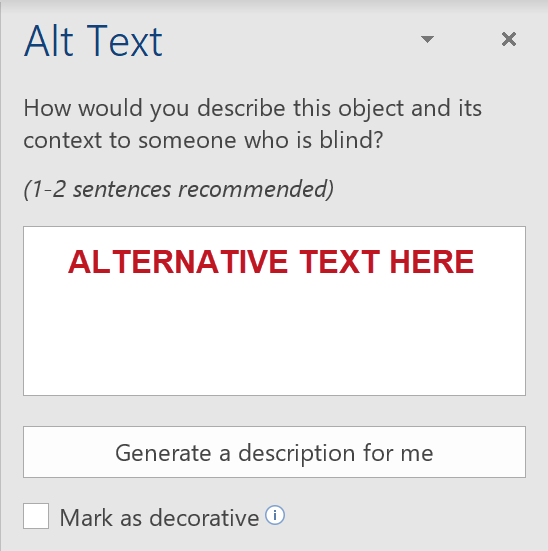 Alt Text
How would you describe this object and its
context to someone who is blind?
(1-2 sentences recommended)
ALTERNATIVE TEXT HERE
Generate a description for me
Mark as decorative